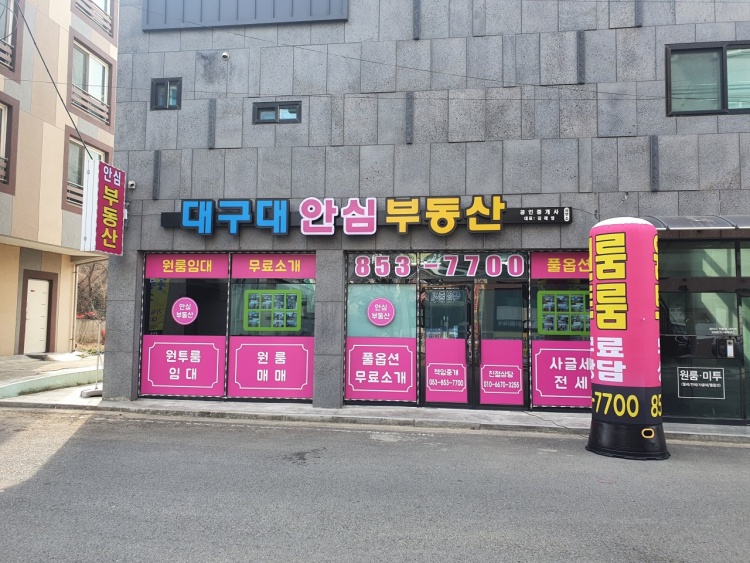 안심
부동산
대구대 안심 부동산
공인중개사
원룸임대
무료소개
853-7700
풀옵션
안심
부동산
안심
부동산
원투룸
임대
원룸
매매
풀옵션
무료소개
책임중개
053-853-7700
친절상담
010-6670-3255
사글세
전세
룸
룸
료
담
-7700
85
원룸·미투